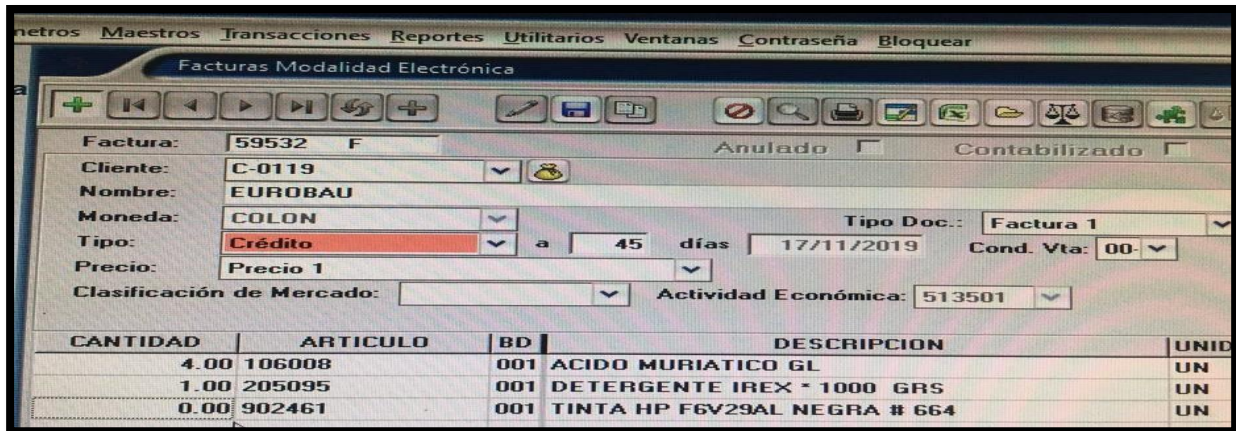 netros Maestros Transacciones Reportes Utilitarios Ventanas Contraseña Bloquear
Facturas Modalidad Electrónica
a
Factura: 59532 F Anulado Contabilizado
Cliente: C-0119
Nombre: EUROBAU
Moneda: COLON Tipo Doc.: Factura 1
Tipo: Crédito a 45 días 17/11/2019 Cond. Vta: 00-
Precio: Precio 1
Clasificación de Mercado: Actividad Económica: 513501
CANTIDAD ARTICULO BD DESCRIPCION UNID
4.00 106008 001 ACIDO MURIATICO GL UN
1.00 205095 001 DETERGENTE IREX * 1000 GRS UN
0.00 902461 001 TINTA HP F6V29AL NEGRA # 664 UN